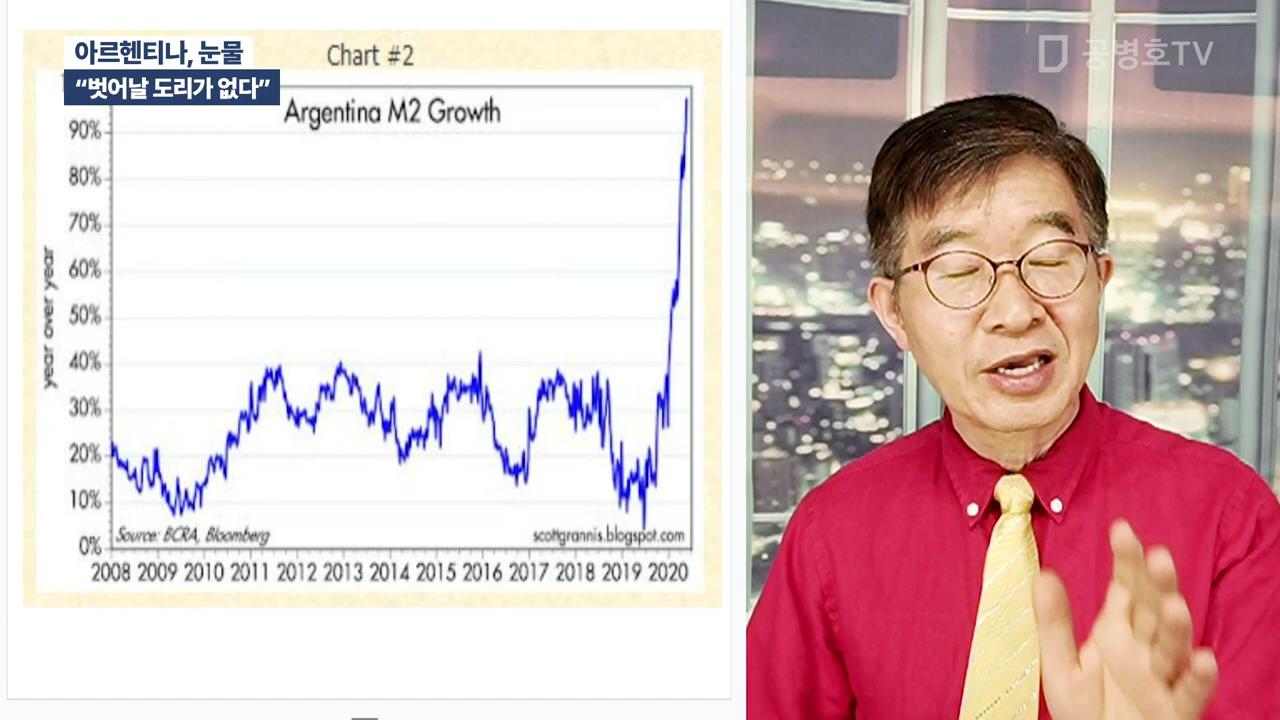 아르헨티나, 눈물
“벗어날 도리가 없다”
Chart #2
Argentina M2 Growth
year over year
90%
80%
70%
60%
50%
40%
30%
20%
10%
0%
Source: BCRA, Bloomberg
scottgrannis.blogspot.com
2008 2009 2010 2011 2012 2013 2014 2015 2016 2017 2018 2019 2020
공병호TV